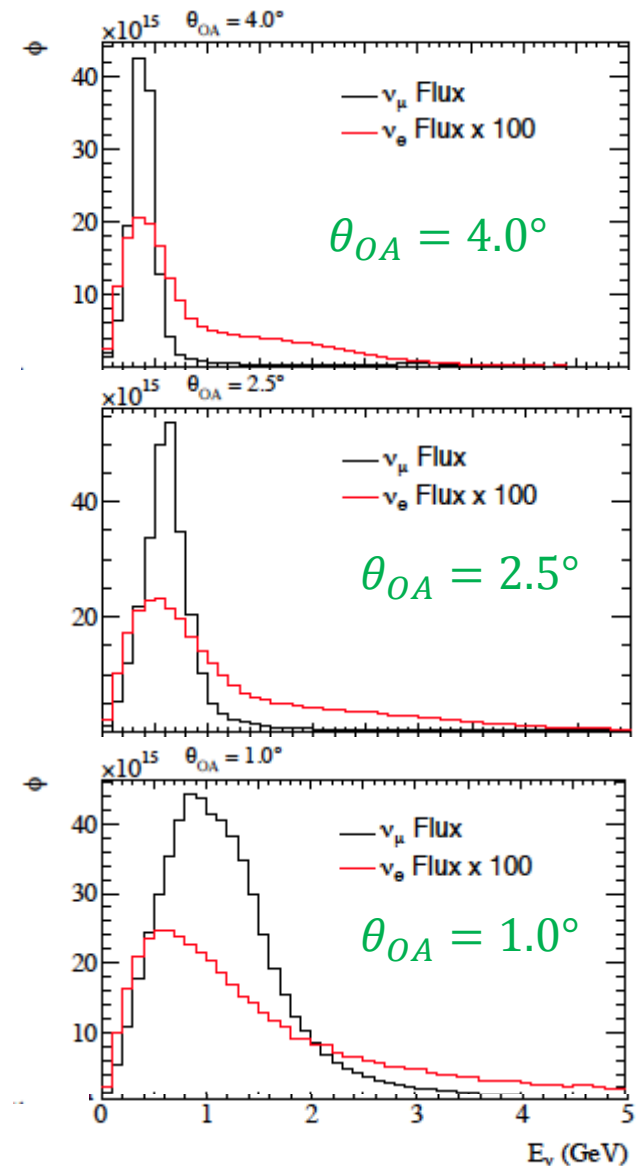 ×10¹⁵ θ_OA = 4.0°
ϕ
40
30
20
10
ν_μ Flux
ν_e Flux x 100
θ_OA = 4.0°
×10¹⁵ θ_OA = 2.5°
40
20
ν_μ Flux
ν_e Flux x 100
θ_OA = 2.5°
×10¹⁵ θ_OA = 1.0°
ϕ
40
30
20
10
ν_μ Flux
ν_e Flux x 100
θ_OA = 1.0°
0 1 2 3 4 5
E_ν (GeV)